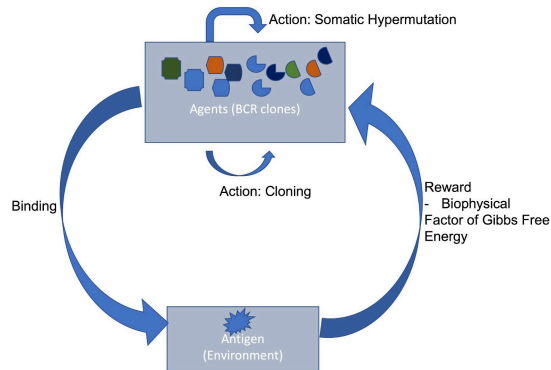 Action: Somatic Hypermutation
Agents (BCR clones)
Action: Cloning
Binding
Reward
- Biophysical
Factor of Gibbs Free
Energy
Antigen
(Environment)